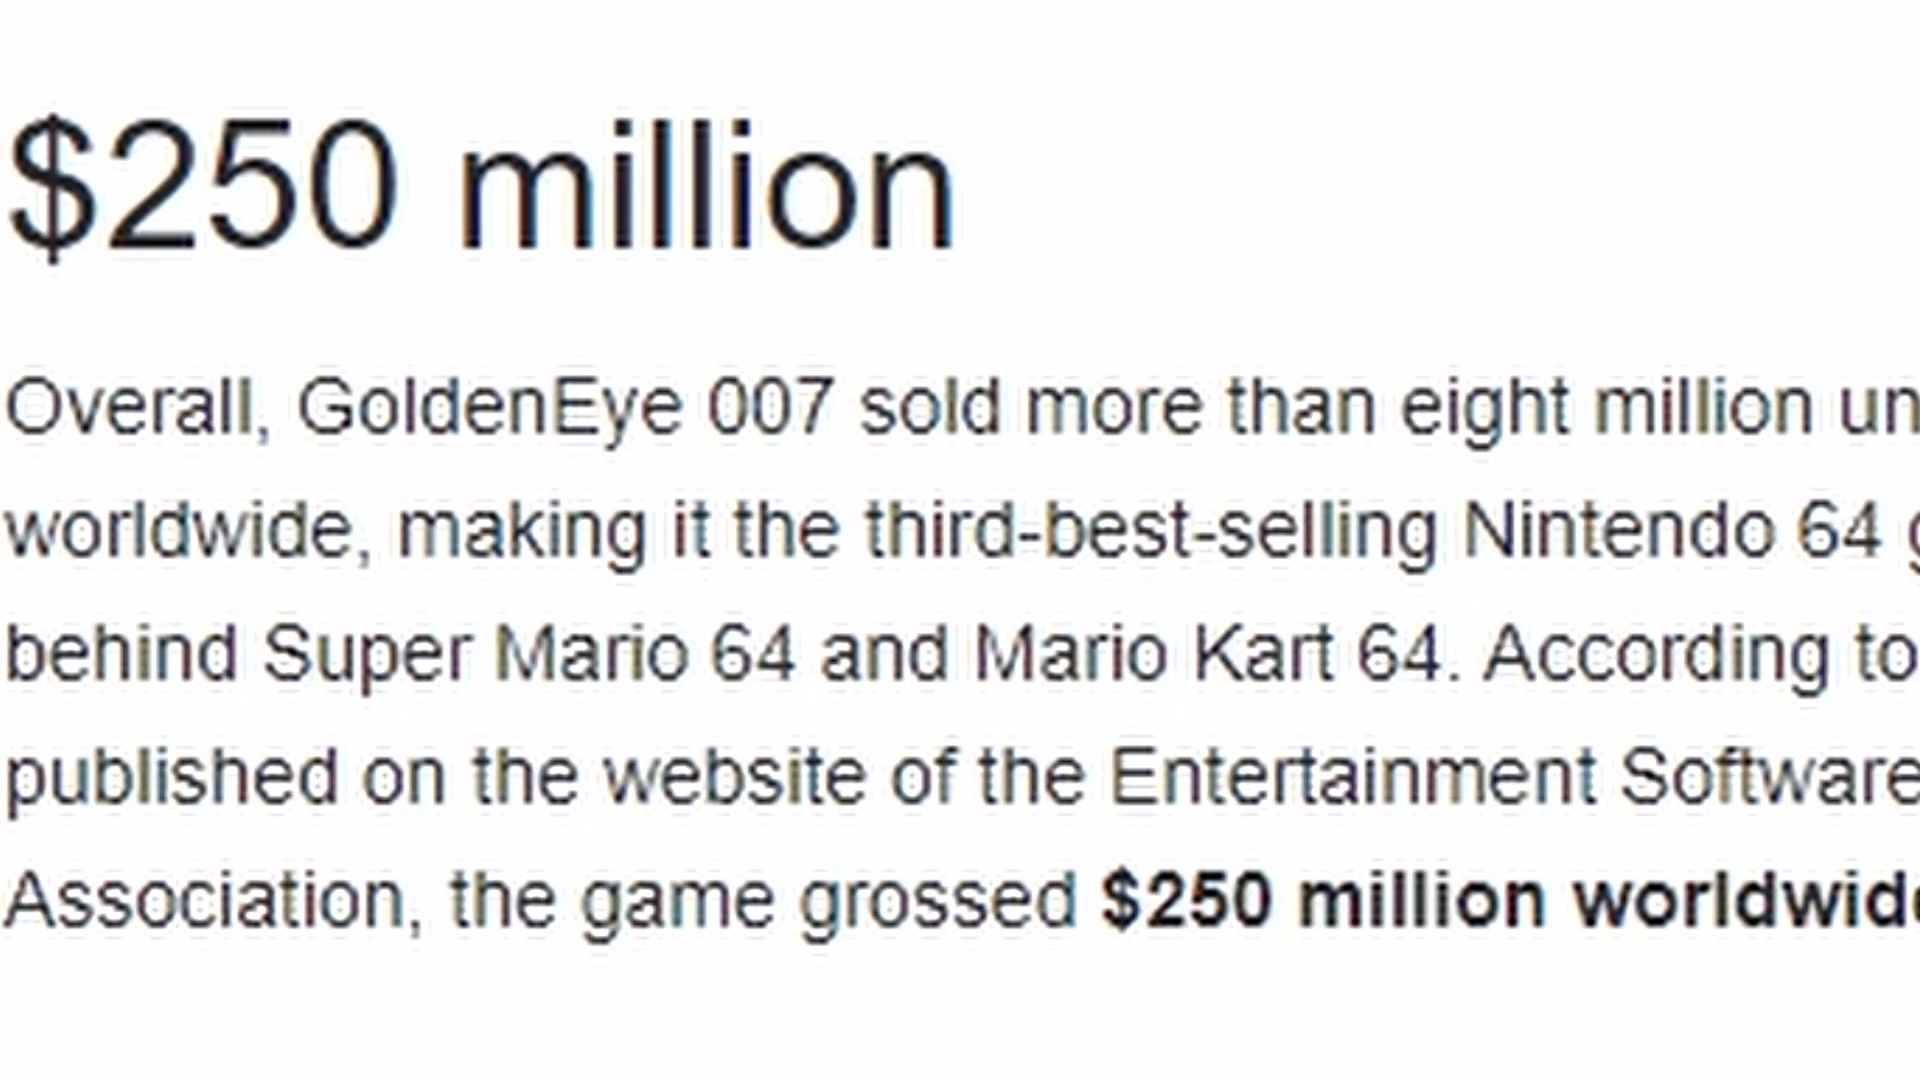 $250 million
Overall, GoldenEye 007 sold more than eight million un
worldwide, making it the third-best-selling Nintendo 64 g
behind Super Mario 64 and Mario Kart 64. According to
published on the website of the Entertainment Software
Association, the game grossed $250 million worldwide